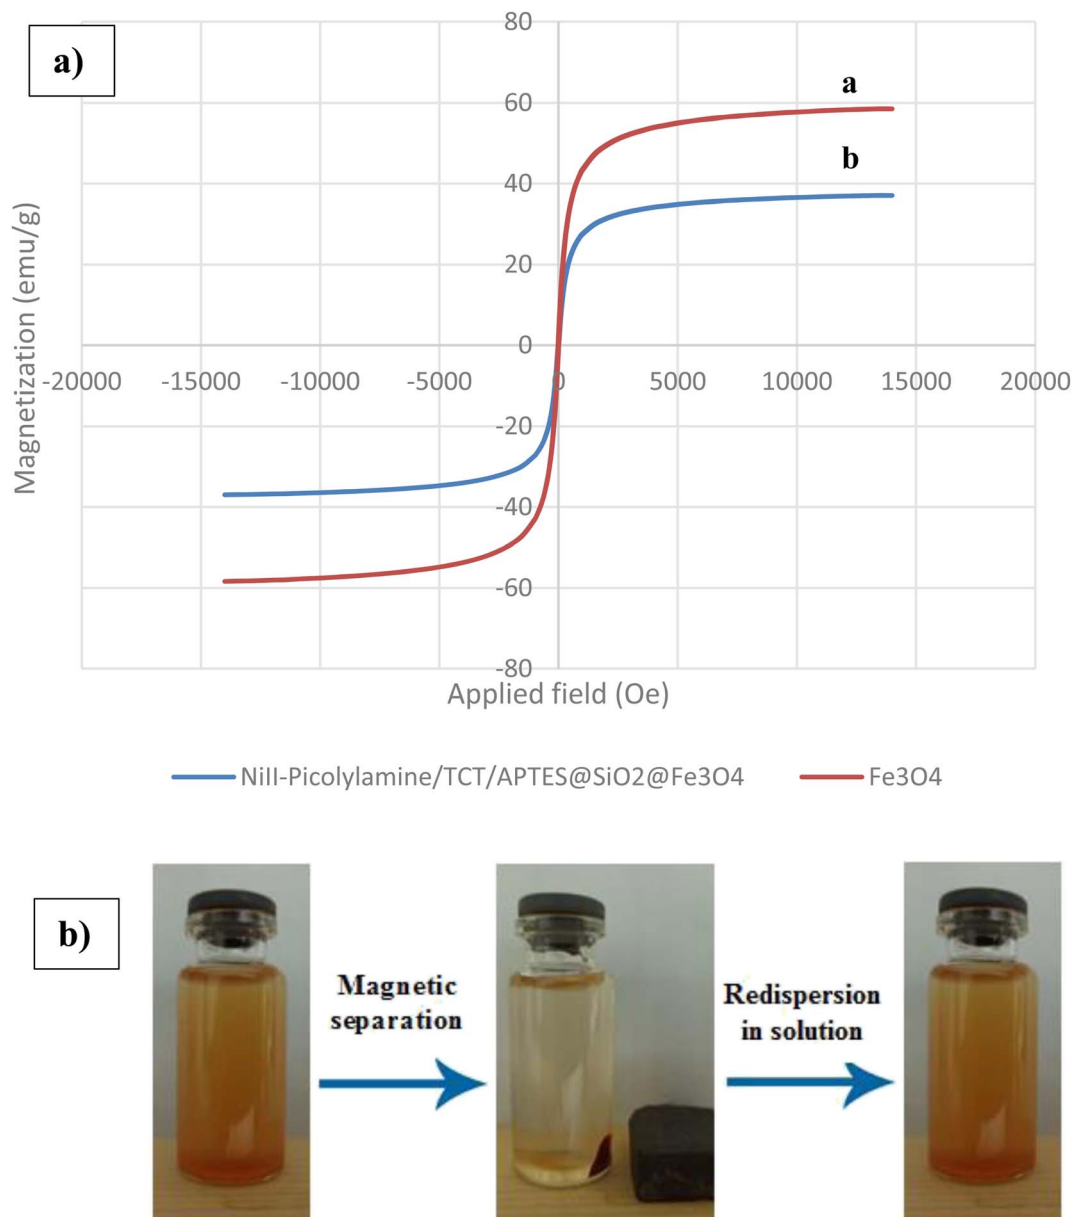 a)
80
60
40
20
0
-20
-40
-60
-80
-20000 -15000 -10000 -5000 0 5000 10000 15000 20000
Magnetization (emu/g)
Applied field (Oe)
a
b
NiII-Picolylamine/TCT/APTES@SiO2@Fe3O4 Fe3O4
b)
Magnetic
separation
Redispersion
in solution